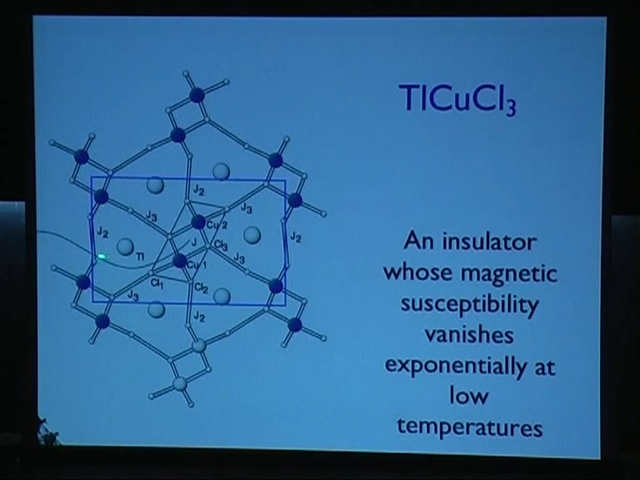 TlCuCl3
J2
J3
Cu2
J3
J2
J2
J
Cl3
Tl
J3
Cu1
Cl1
Cl2
J3
J2
An insulator
whose magnetic
susceptibility
vanishes
exponentially at
low
temperatures